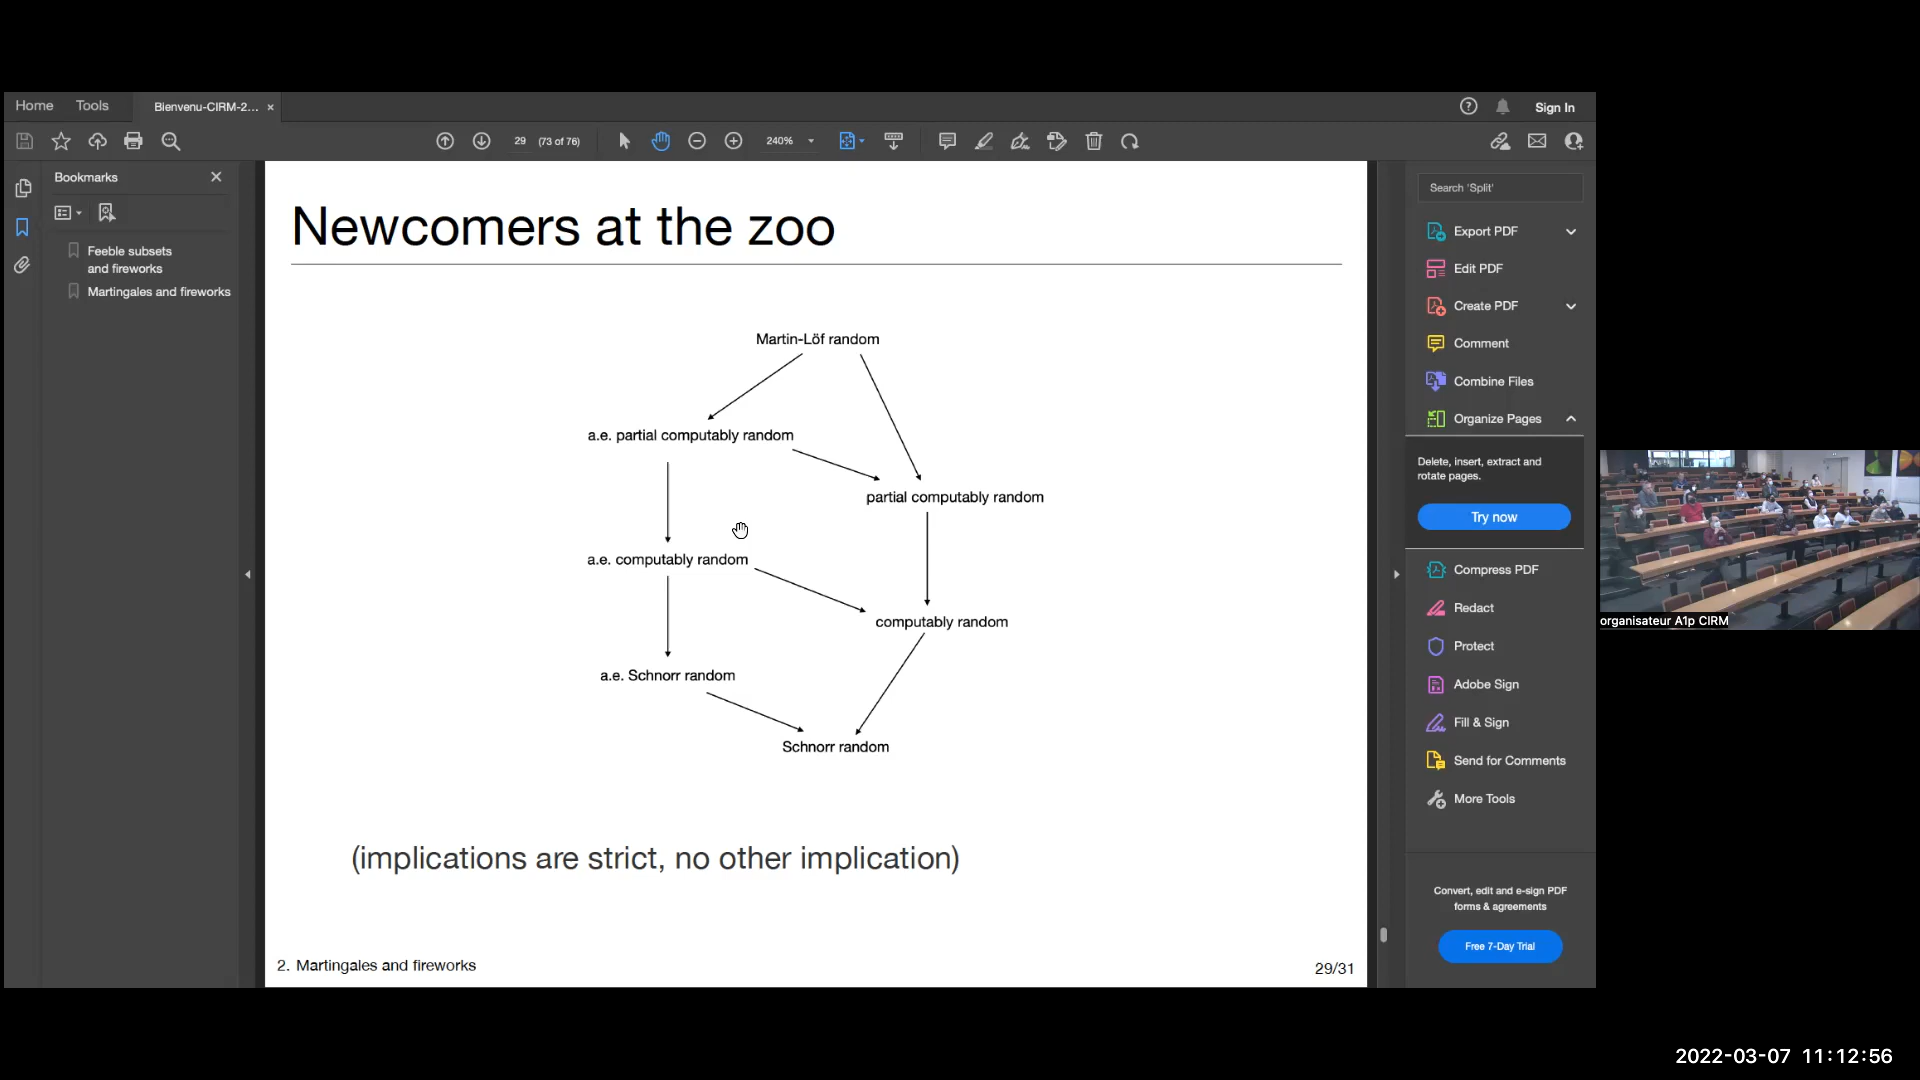 Home Tools Bienvenu-CIRM-2... × Sign In
29 (73 of 76) 240%
Bookmarks
Feeble subsets
and fireworks
Martingales and fireworks
Newcomers at the zoo
Martin-Löf random
a.e. partial computably random
partial computably random
a.e. computably random
computably random
a.e. Schnorr random
Schnorr random
(implications are strict, no other implication)
2. Martingales and fireworks
29/31
Search 'Split'
Export PDF
Edit PDF
Create PDF
Comment
Combine Files
Organize Pages
Delete, insert, extract and
rotate pages.
Try now
Compress PDF
Redact
Protect
Adobe Sign
Fill & Sign
Send for Comments
More Tools
Convert, edit and e-sign PDF
forms & agreements
Free 7-Day Trial
organisateur A1p CIRM
2022-03-07 11:12:56